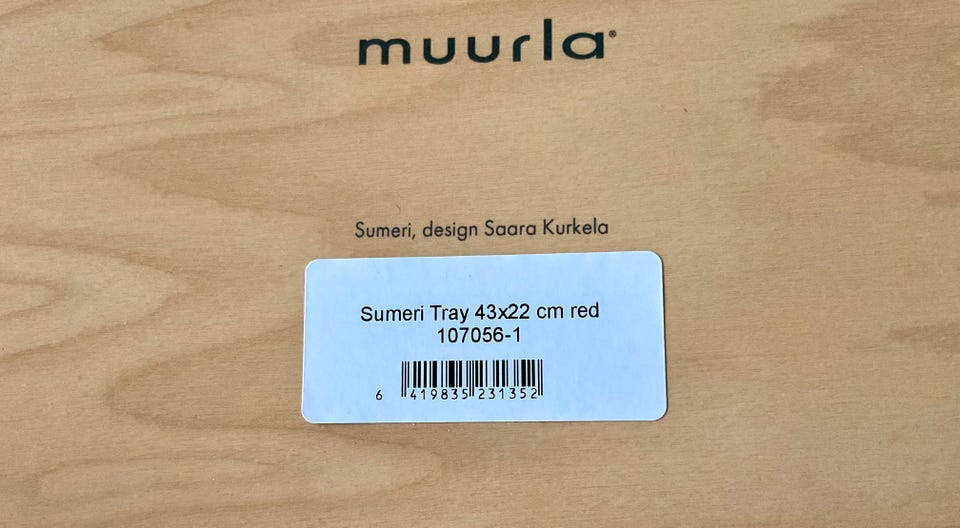 muurla®
Sumeri, design Saara Kurkela
Sumeri Tray 43x22 cm red
107056-1
6 419835 231352